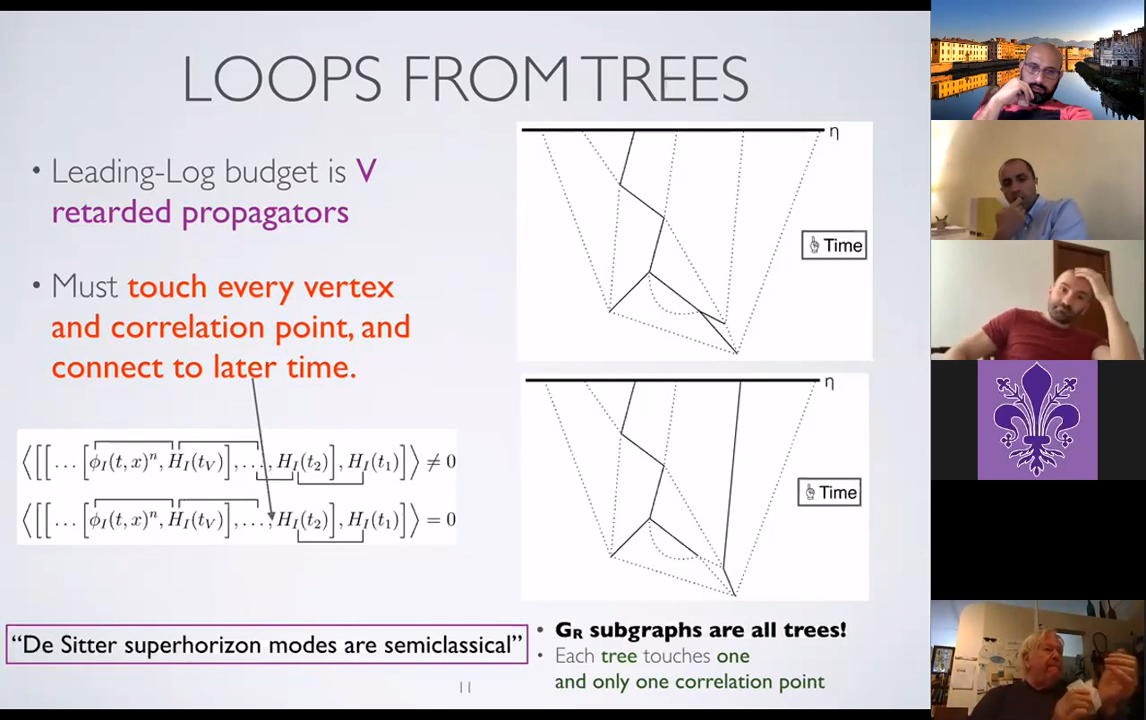 LOOPS FROM TREES
• Leading-Log budget is V
retarded propagators
• Must touch every vertex
and correlation point, and
connect to later time.
⟨[[… [ϕ_I(t, x)^n, H_I(t_V)], …, H_I(t_2)], H_I(t_1)]⟩ ≠ 0
⟨[[… [ϕ_I(t, x)^n, H_I(t_V)], …, H_I(t_2)], H_I(t_1)]⟩ = 0
η
Time
η
Time
"De Sitter superhorizon modes are semiclassical"
• G_R subgraphs are all trees!
• Each tree touches one
and only one correlation point
11